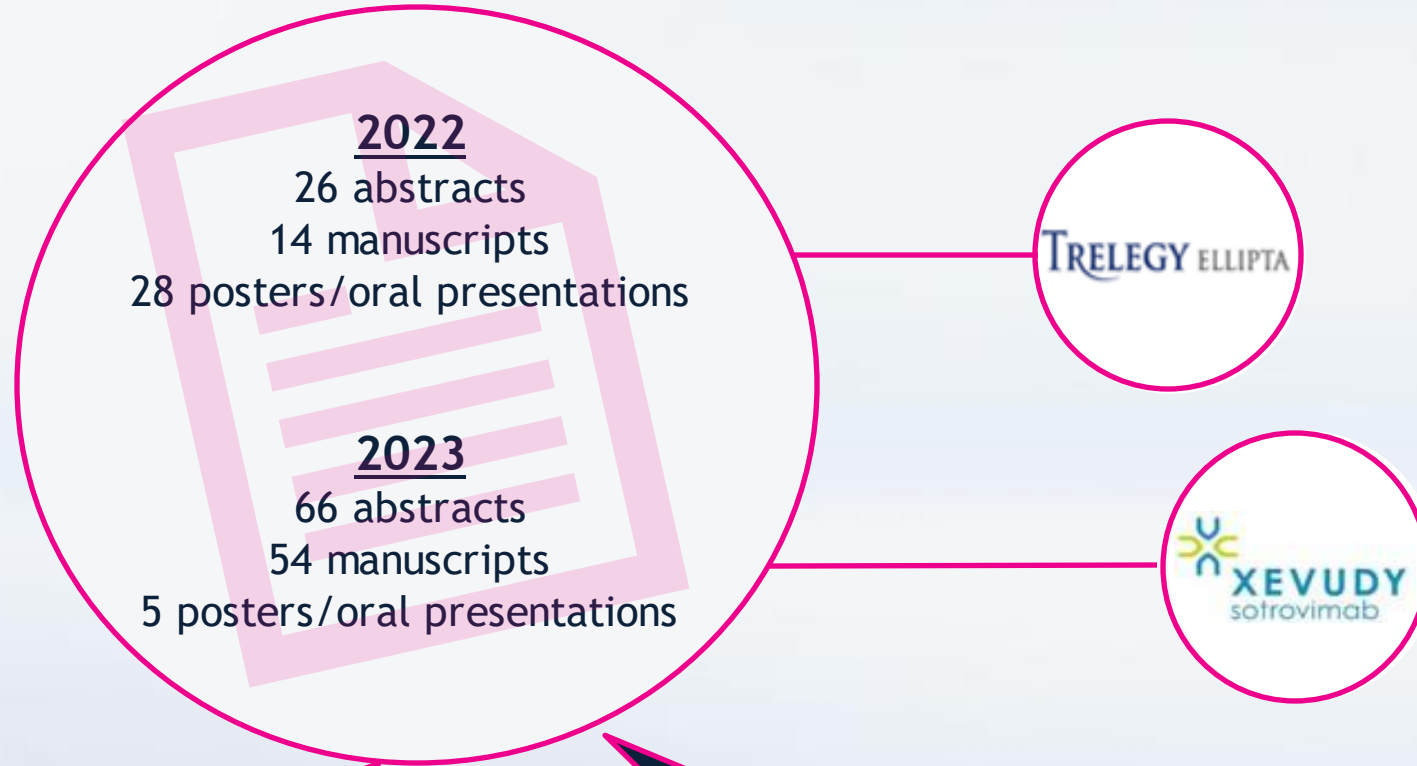 2022
26 abstracts
14 manuscripts
28 posters/oral presentations
2023
66 abstracts
54 manuscripts
5 posters/oral presentations
TRELEGY ELLIPTA
XEVUDY
sotrovimab